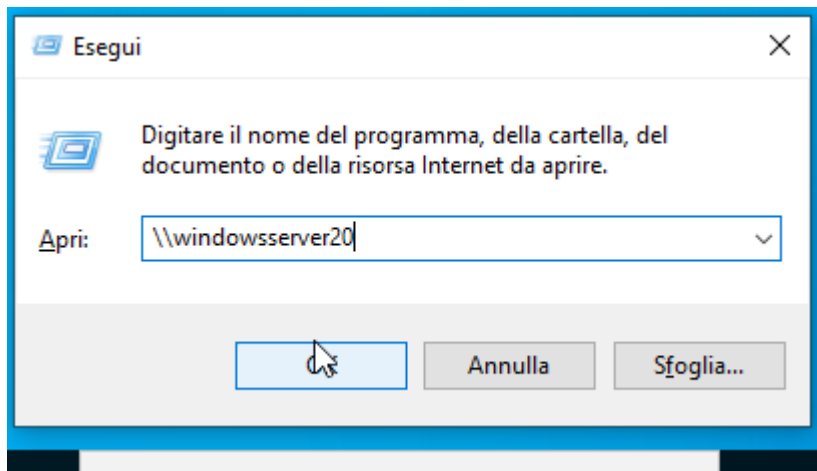 Esegui
Digitare il nome del programma, della cartella, del
documento o della risorsa Internet da aprire.
Apri: \\windowsserver20
Annulla Sfoglia...